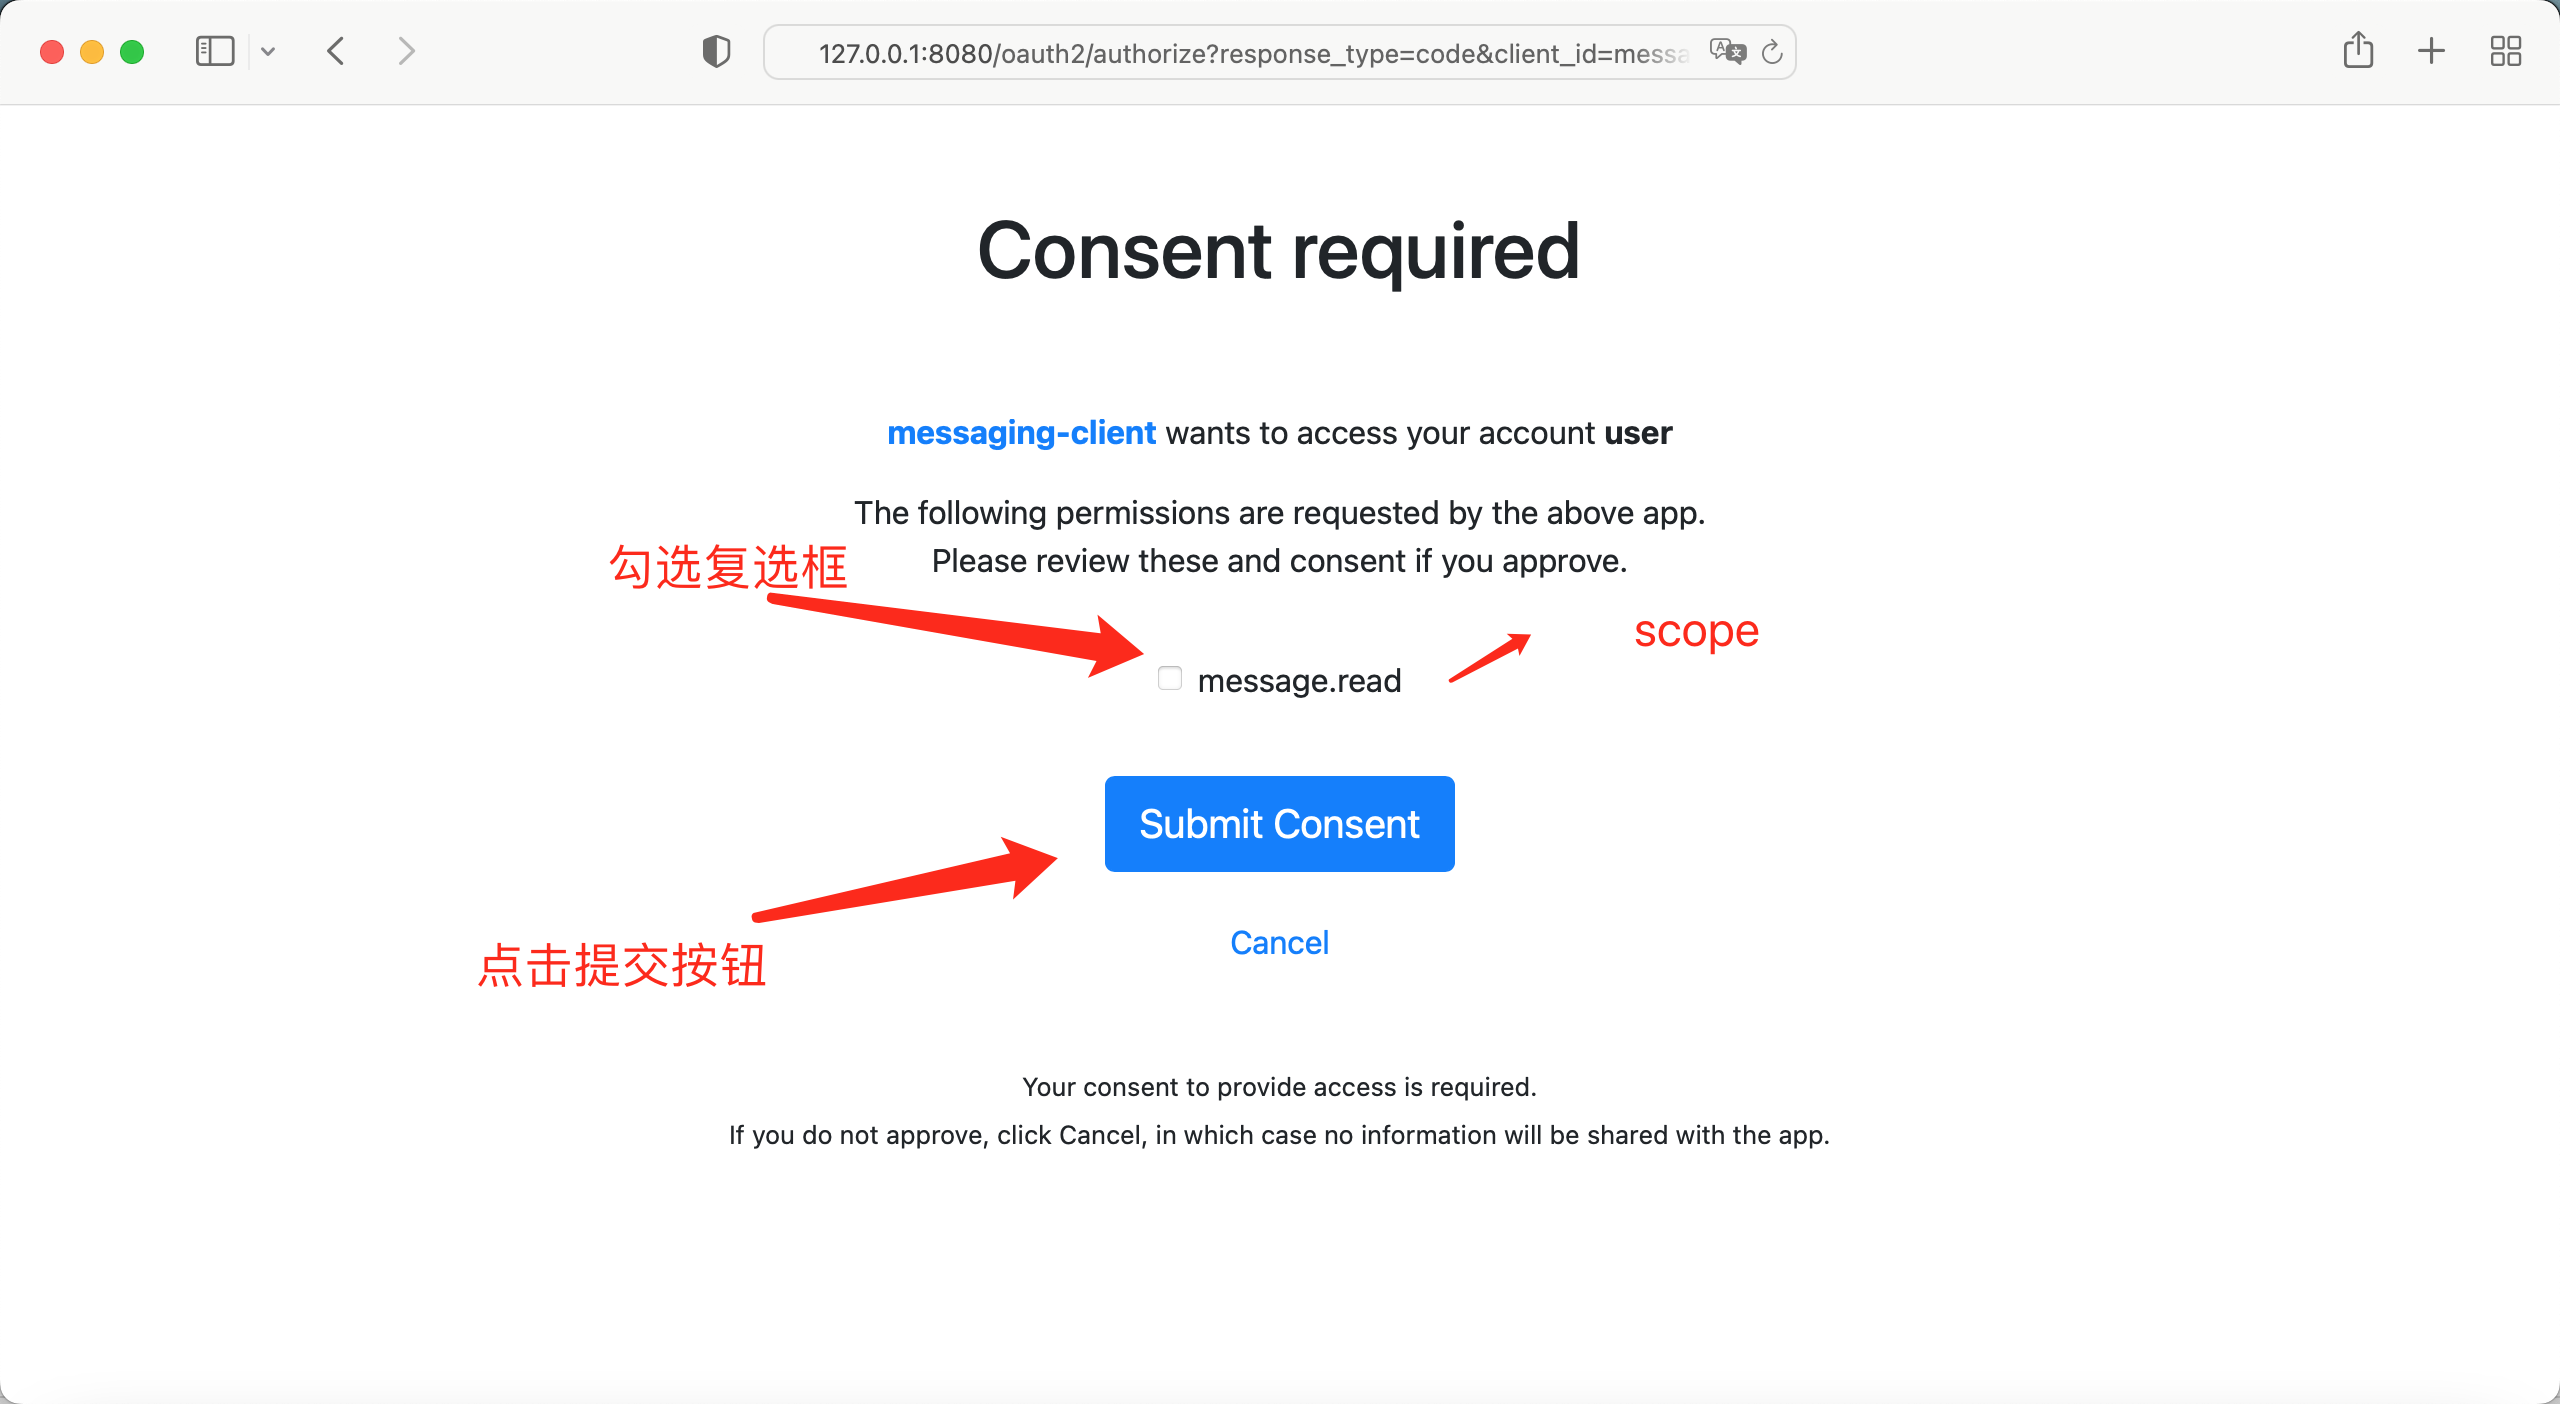 127.0.0.1:8080/oauth2/authorize?response_type=code&client_id=messa
Consent required
messaging-client wants to access your account user
The following permissions are requested by the above app.
Please review these and consent if you approve.
勾选复选框
scope
message.read
Submit Consent
点击提交按钮
Cancel
Your consent to provide access is required.
If you do not approve, click Cancel, in which case no information will be shared with the app.